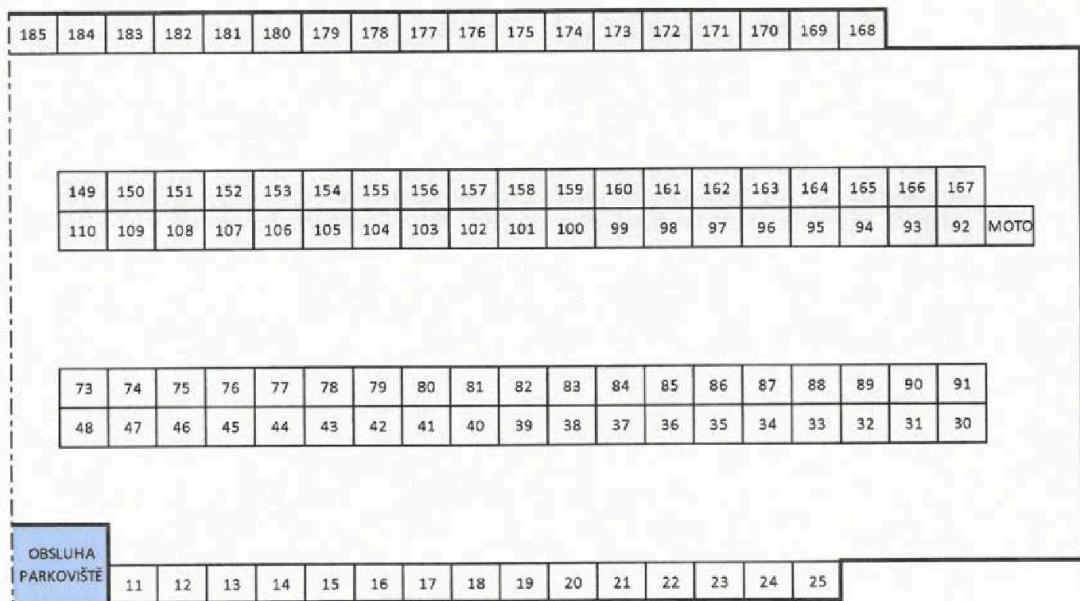 185 184 183 182 181 180 179 178 177 176 175 174 173 172 171 170 169 168
149 150 151 152 153 154 155 156 157 158 159 160 161 162 163 164 165 166 167
110 109 108 107 106 105 104 103 102 101 100 99 98 97 96 95 94 93 92 MOTO
73 74 75 76 77 78 79 80 81 82 83 84 85 86 87 88 89 90 91
48 47 46 45 44 43 42 41 40 39 38 37 36 35 34 33 32 31 30
OBSLUHA
PARKOVIŠTĚ
11 12 13 14 15 16 17 18 19 20 21 22 23 24 25